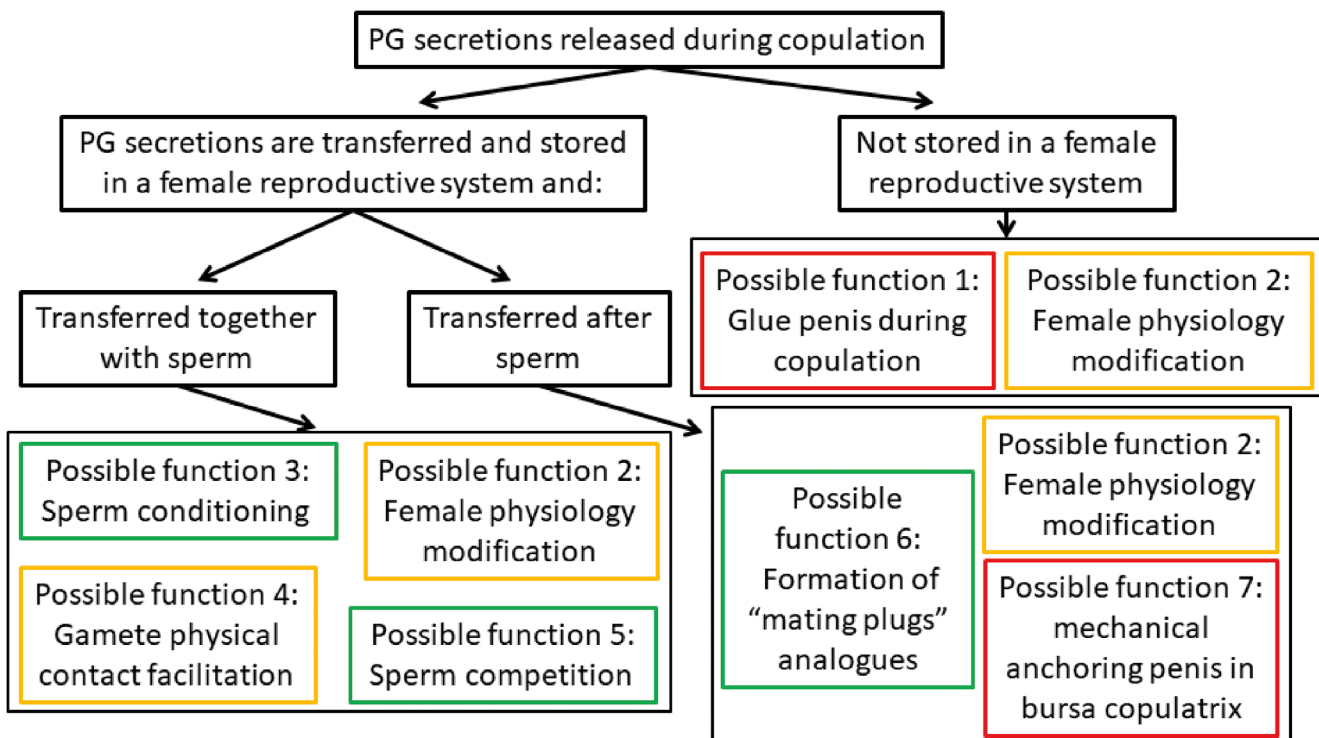 PG secretions released during copulation
PG secretions are transferred and stored
in a female reproductive system and:
Not stored in a female
reproductive system
Transferred together
with sperm
Transferred after
sperm
Possible function 1:
Glue penis during
copulation
Possible function 2:
Female physiology
modification
Possible function 3:
Sperm conditioning
Possible function 2:
Female physiology
modification
Possible function 4:
Gamete physical
contact facilitation
Possible function 5:
Sperm competition
Possible
function 6:
Formation of
“mating plugs”
analogues
Possible function 2:
Female physiology
modification
Possible function 7:
mechanical
anchoring penis in
bursa copulatrix